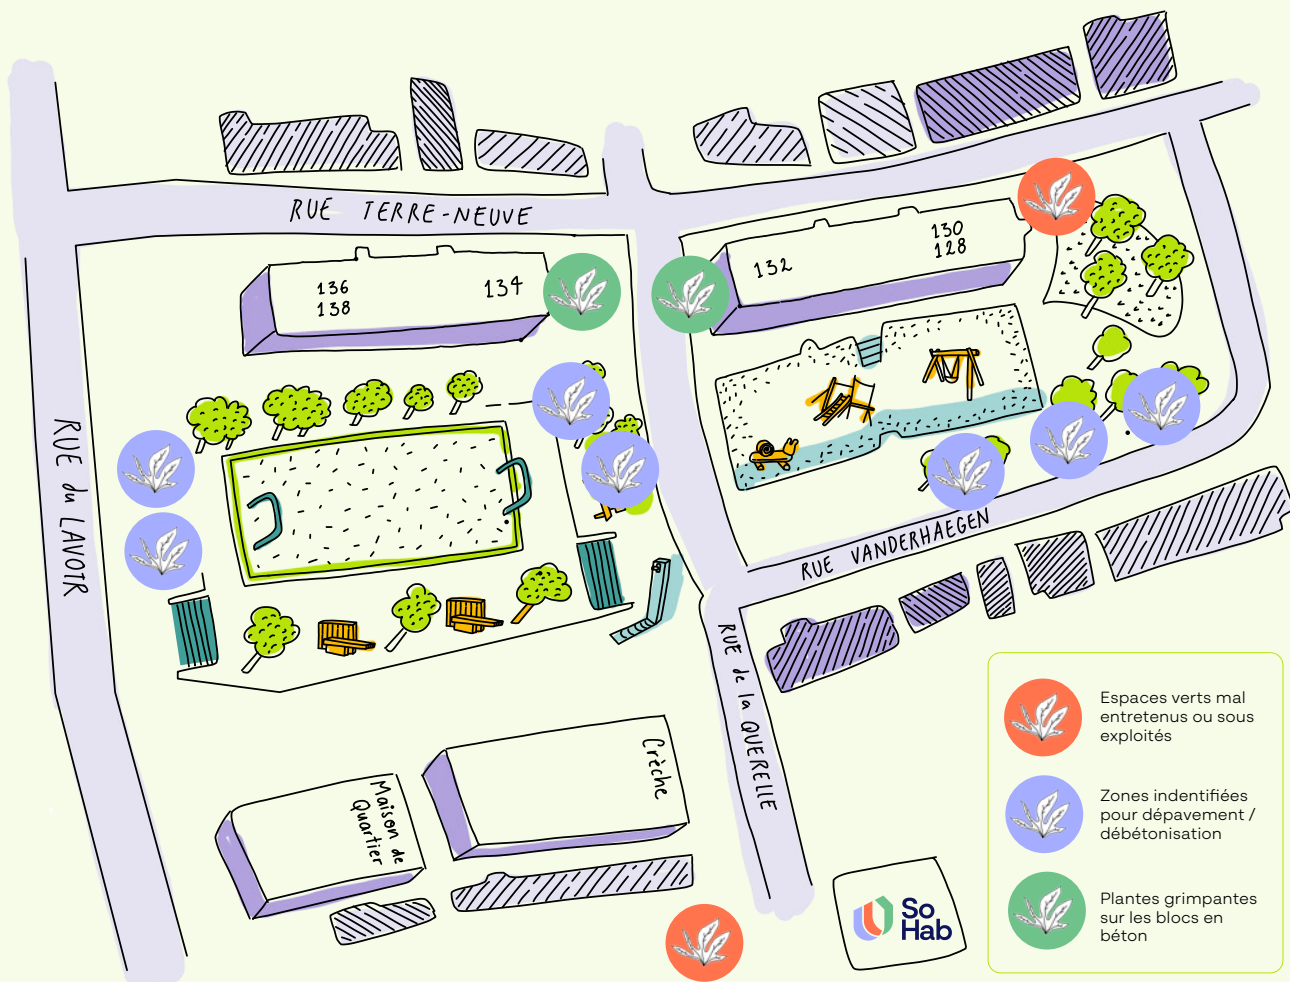 RUE TERRE-NEUVE
130
128
132
136
138
134
RUE du LAVOIR
RUE VANDERHAEGEN
RUE de la QUERELLE
Crèche
Maison de
Quartier
So
Hab
Espaces verts mal
entretenus ou sous
exploités
Zones indentifiées
pour dépavement /
débétonisation
Plantes grimpantes
sur les blocs en
béton